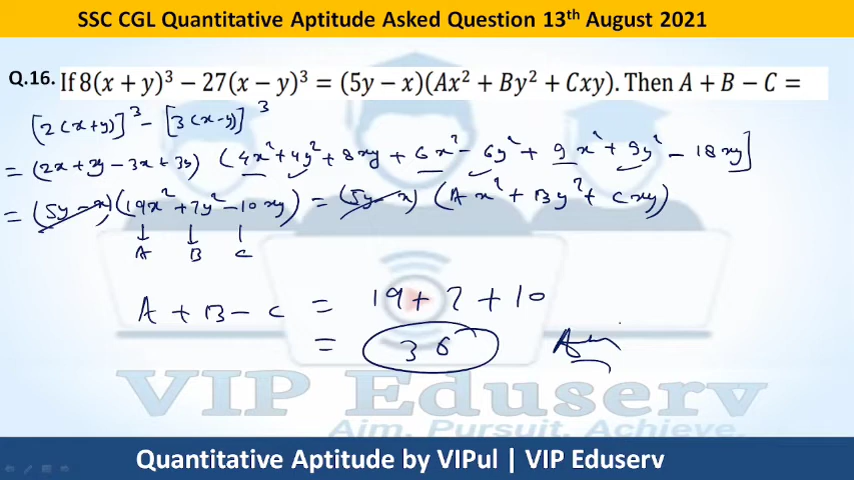 SSC CGL Quantitative Aptitude Asked Question 13th August 2021
Q.16. If 8(x + y)³ − 27(x − y)³ = (5y − x)(Ax² + By² + Cxy). Then A + B − C =
[2(x+y)]³ − [3(x−y)]³
= (2x + 2y − 3x + 3y) (4x² + 4y² + 8xy + 6x² − 6y² + 9x² + 9y² − 18xy]
= (5y − x) (19x² + 7y² − 10xy) = (5y − x) (Ax² + By² + Cxy)
↓ ↓ |
A B C
A + B − C = 19 + 7 + 10
= 36 Ans
VIP Eduserv
Aim. Pursuit. Achieve.
Quantitative Aptitude by VIPul | VIP Eduserv